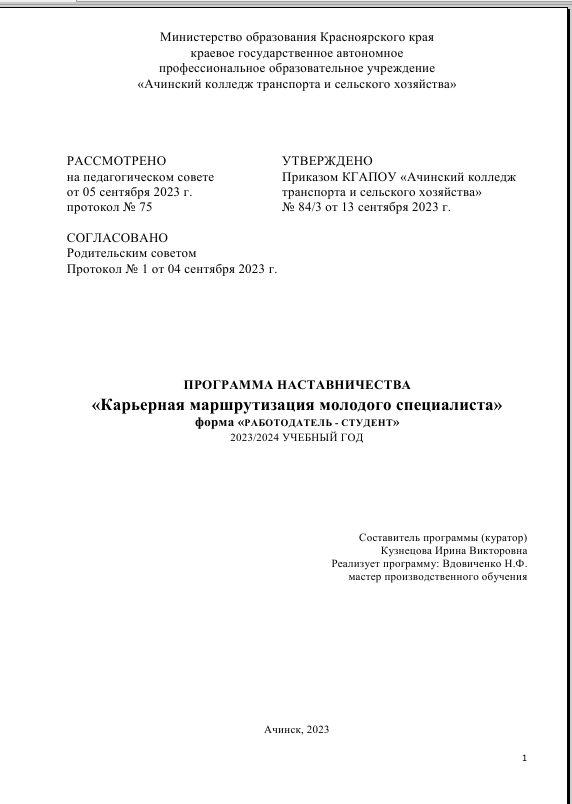 Министерство образования Красноярского края
краевое государственное автономное
профессиональное образовательное учреждение
«Ачинский колледж транспорта и сельского хозяйства»
РАССМОТРЕНО
на педагогическом совете
от 05 сентября 2023 г.
протокол № 75
УТВЕРЖДЕНО
Приказом КГАПОУ «Ачинский колледж
транспорта и сельского хозяйства»
№ 84/3 от 13 сентября 2023 г.
СОГЛАСОВАНО
Родительским советом
Протокол № 1 от 04 сентября 2023 г.
ПРОГРАММА НАСТАВНИЧЕСТВА
«Карьерная маршрутизация молодого специалиста»
форма «РАБОТОДАТЕЛЬ - СТУДЕНТ»
2023/2024 УЧЕБНЫЙ ГОД
Составитель программы (куратор)
Кузнецова Ирина Викторовна
Реализует программу: Вдовиченко Н.Ф.
мастер производственного обучения
Ачинск, 2023
1